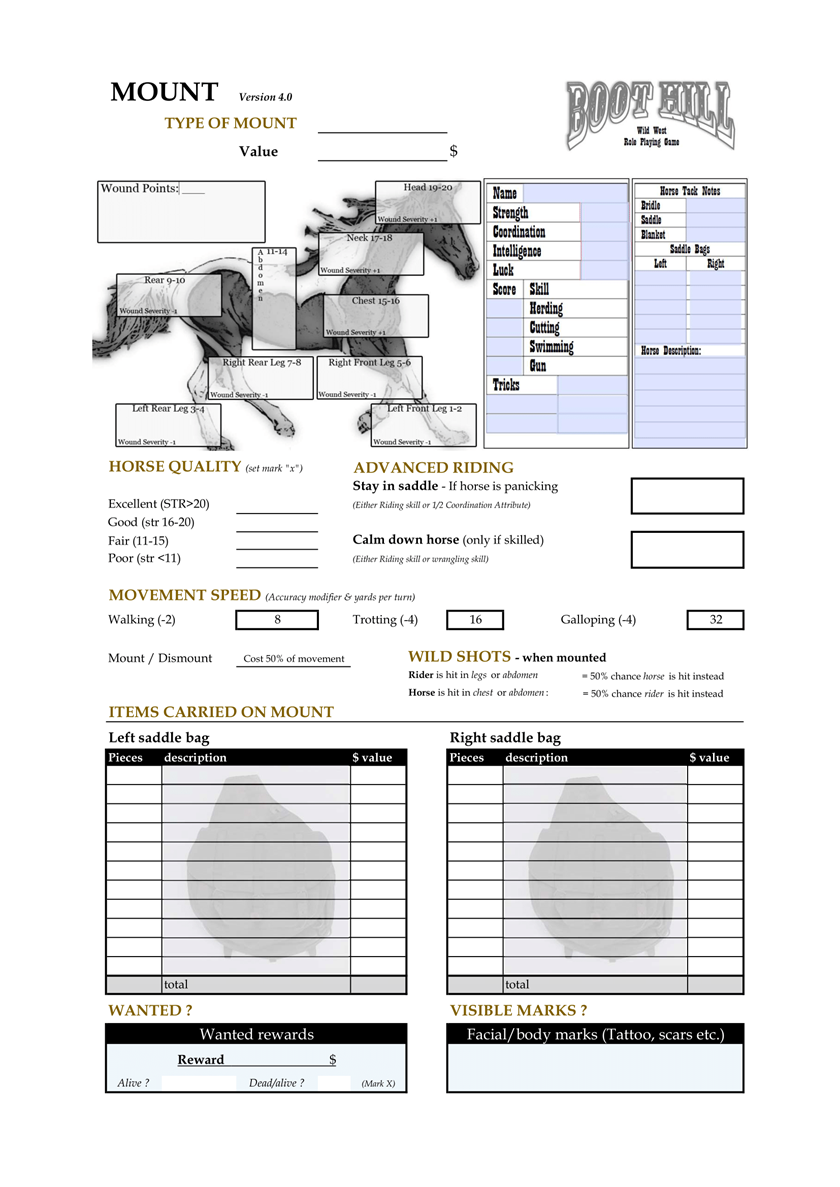 MOUNT Version 4.0
BOOT HILL
Wild West
Role Playing Game
TYPE OF MOUNT
Value $
Wound Points: ____
Head 19-20
Wound Severity +1
Neck 17-18
Wound Severity +1
Abdomen 11-14
Rear 9-10
Wound Severity -1
Chest 15-16
Wound Severity +1
Right Rear Leg 7-8
Wound Severity -1
Right Front Leg 5-6
Wound Severity -1
Left Rear Leg 3-4
Wound Severity -1
Left Front Leg 1-2
Wound Severity -1
Name
Strength
Coordination
Intelligence
Luck
Score Skill
Herding
Cutting
Swimming
Gun
Tricks
Horse Tack Notes
Bridle
Saddle
Blanket
Saddle Bags
Left Right
Horse Description:
HORSE QUALITY (set mark "x")
Excellent (STR>20)
Good (str 16-20)
Fair (11-15)
Poor (str <11)
ADVANCED RIDING
Stay in saddle - If horse is panicking
(Either Riding skill or 1/2 Coordination Attribute)
Calm down horse (only if skilled)
(Either Riding skill or wrangling skill)
MOVEMENT SPEED (Accuracy modifier & yards per turn)
Walking (-2) 8 Trotting (-4) 16 Galloping (-4) 32
Mount / Dismount Cost 50% of movement
WILD SHOTS - when mounted
Rider is hit in legs or abdomen = 50% chance horse is hit instead
Horse is hit in chest or abdomen : = 50% chance rider is hit instead
ITEMS CARRIED ON MOUNT
Left saddle bag
Pieces description $ value
total
Right saddle bag
Pieces description $ value
total
WANTED ?
Wanted rewards
Reward $
Alive ? Dead/alive ? (Mark X)
VISIBLE MARKS ?
Facial/body marks (Tattoo, scars etc.)